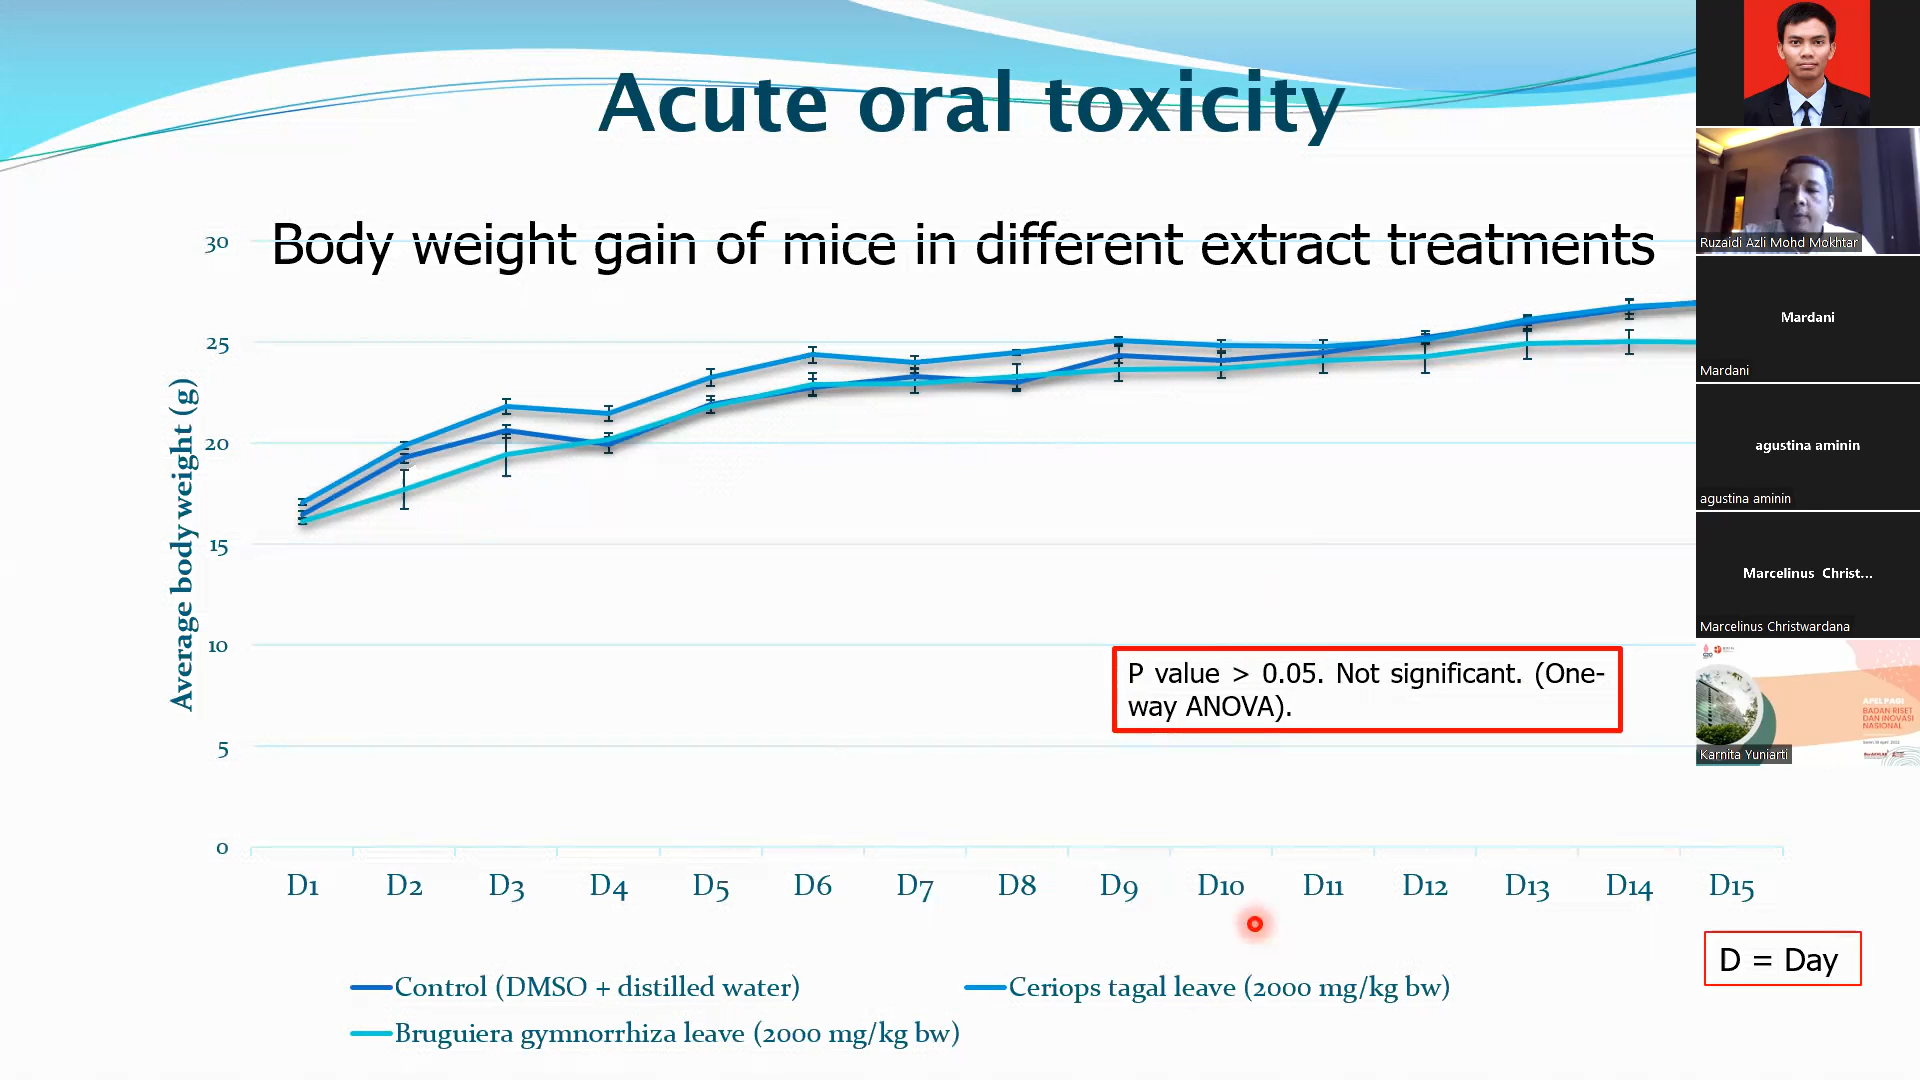 Acute oral toxicity
Body weight gain of mice in different extract treatments
Average body weight (g)
30
25
20
15
10
5
0
D1 D2 D3 D4 D5 D6 D7 D8 D9 D10 D11 D12 D13 D14 D15
P value > 0.05. Not significant. (One-
way ANOVA).
D = Day
Control (DMSO + distilled water)
Ceriops tagal leave (2000 mg/kg bw)
Bruguiera gymnorrhiza leave (2000 mg/kg bw)
Ruzaidi Azli Mohd Mokhtar
Mardani
Mardani
agustina aminin
agustina aminin
Marcelinus Christ...
Marcelinus Christwardana
APEL PAGI
BADAN RISET
DAN INOVASI
NASIONAL
Karnita Yuniarti